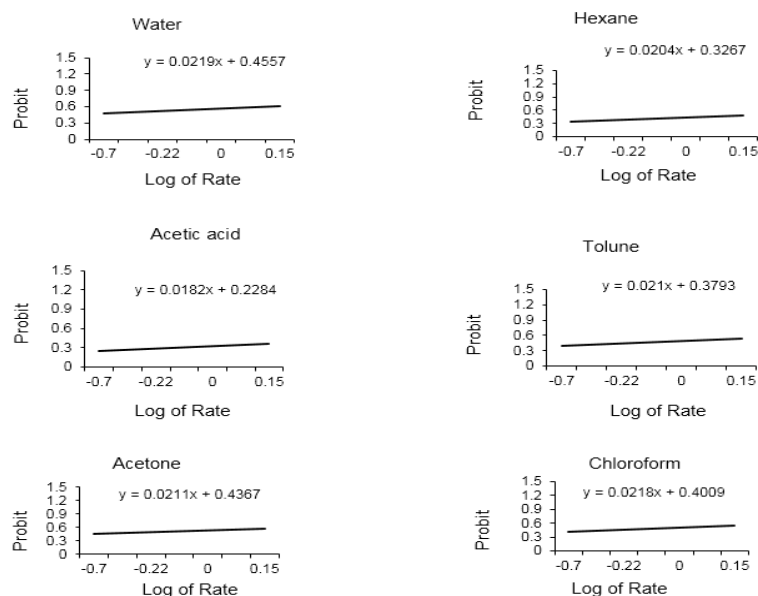 Water
y = 0.0219x + 0.4557
1.5
1.2
0.9
0.6
0.3
0
Probit
-0.7 -0.22 0 0.15
Log of Rate
Hexane
y = 0.0204x + 0.3267
1.5
1.2
0.9
0.6
0.3
0
Probit
-0.7 -0.22 0 0.15
Log of Rate
Acetic acid
y = 0.0182x + 0.2284
1.5
1.2
0.9
0.6
0.3
0
Probit
-0.7 -0.22 0 0.15
Log of Rate
Tolune
y = 0.021x + 0.3793
1.5
1.2
0.9
0.6
0.3
0
Probit
-0.7 -0.22 0 0.15
Log of Rate
Acetone
y = 0.0211x + 0.4367
1.5
1.2
0.9
0.6
0.3
0
Probit
-0.7 -0.22 0 0.15
Log of Rate
Chloroform
y = 0.0218x + 0.4009
1.5
1.2
0.9
0.6
0.3
0
Probit
-0.7 -0.22 0 0.15
Log of Rate